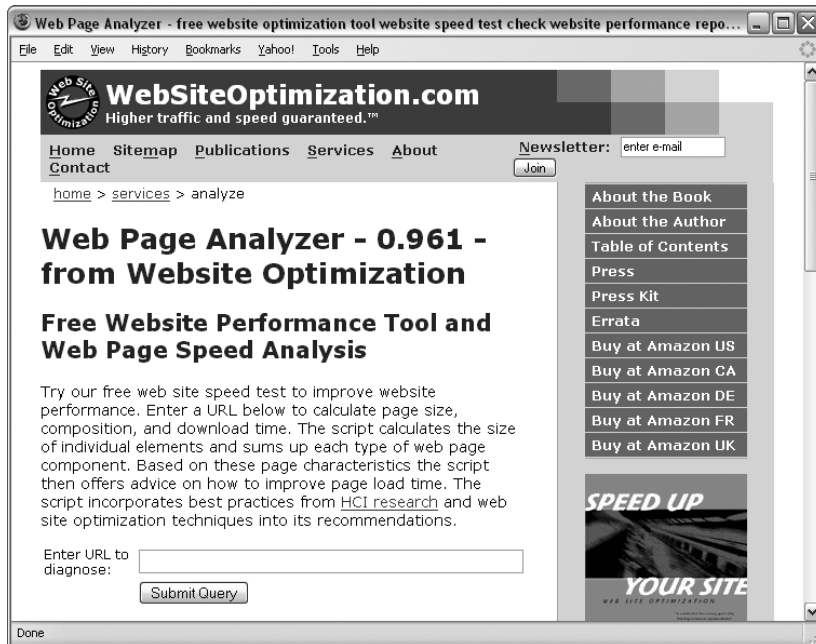 Web Page Analyzer - free website optimization tool website speed test check website performance repo...
File Edit View History Bookmarks Yahoo! Tools Help
Web Site Optimization
WebSiteOptimization.com
Higher traffic and speed guaranteed.™
Home Sitemap Publications Services About
Contact
Newsletter: enter e-mail
Join
home > services > analyze
Web Page Analyzer - 0.961 -
from Website Optimization
Free Website Performance Tool and
Web Page Speed Analysis
Try our free web site speed test to improve website
performance. Enter a URL below to calculate page size,
composition, and download time. The script calculates the size
of individual elements and sums up each type of web page
component. Based on these page characteristics the script
then offers advice on how to improve page load time. The
script incorporates best practices from HCI research and web
site optimization techniques into its recommendations.
Enter URL to
diagnose:
Submit Query
About the Book
About the Author
Table of Contents
Press
Press Kit
Errata
Buy at Amazon US
Buy at Amazon CA
Buy at Amazon DE
Buy at Amazon FR
Buy at Amazon UK
SPEED UP
YOUR SITE
WEB SITE OPTIMIZATION
Done